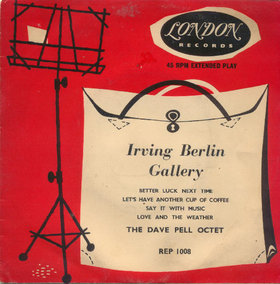 LONDON
RECORDS
45 RPM EXTENDED PLAY
Irving Berlin
Gallery
BETTER LUCK NEXT TIME
LET'S HAVE ANOTHER CUP OF COFFEE
SAY IT WITH MUSIC
LOVE AND THE WEATHER
THE DAVE PELL OCTET
REP 1008